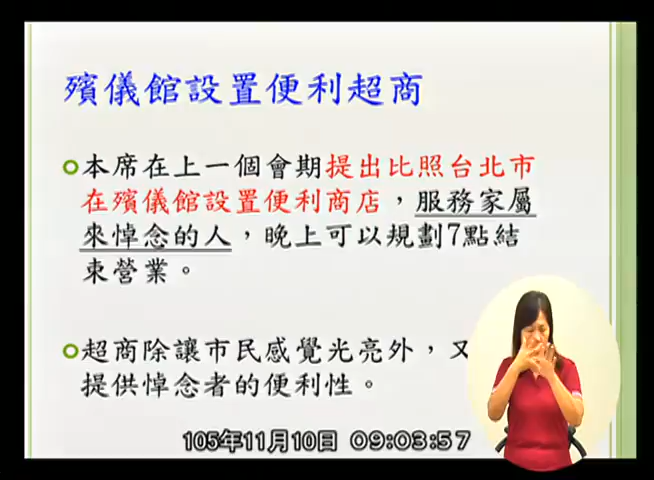 殯儀館設置便利超商
本席在上一個會期提出比照台北市
在殯儀館設置便利商店，服務家屬
來悼念的人，晚上可以規劃7點結
束營業。
超商除讓市民感覺光亮外，又
提供悼念者的便利性。
105年11月10日 09:03:57